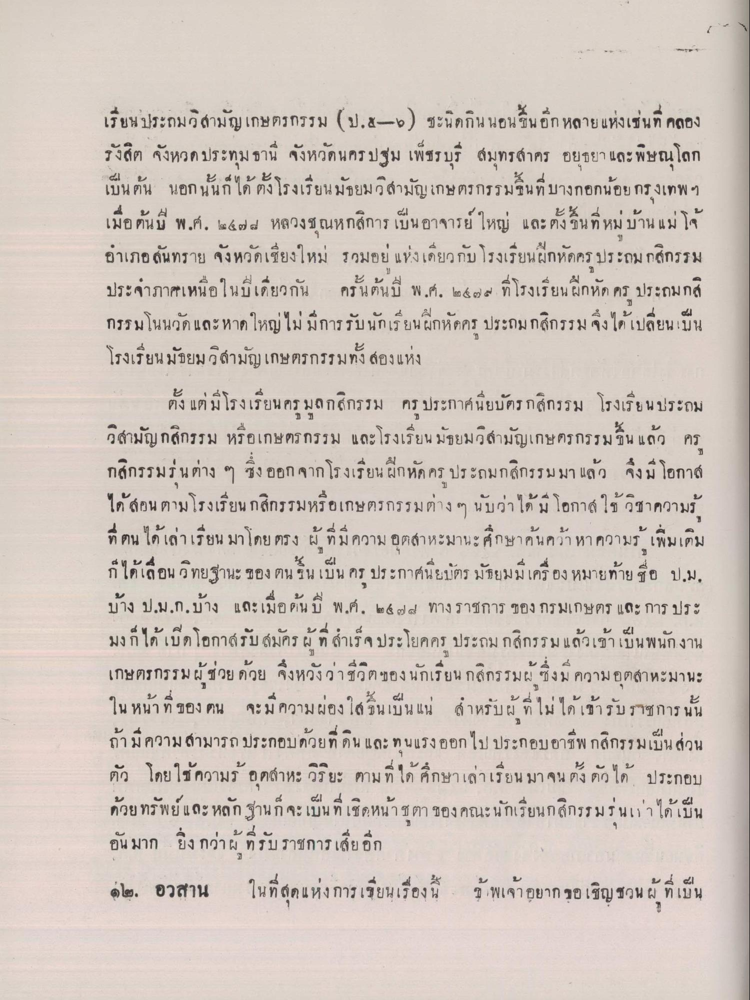 เรียนประถมวิสามัญเกษตรกรรม (ป.๕—๖) ชะนิดกินนอนขึ้นอีกหลายแห่งเช่นที่คลอง
รังสิต จังหวดประทุมธานี จังหวัดนครปฐม เพ็ชรบุรี สมุทรสาคร อยุธยาและพิษณุโลก
เป็นต้น นอกนั้นก็ได้ตั้งโรงเรียนมัธยมวิสามัญเกษตรกรรมขึ้นที่บางกอกน้อยกรุงเทพฯ
เมื่อต้นปี พ.ศ. ๒๔๗๘ หลวงชุณหกสิการเป็นอาจารย์ใหญ่ และตั้งขึ้นที่หมู่บ้านแม่โจ้
อำเภอสันทราย จังหวัดเชียงใหม่ รวมอยู่แห่งเดียวกับโรงเรียนฝึกหัดครูประถมกสิกรรม
ประจำภาคเหนือในปีเดียวกัน ครั้นต้นปี พ.ศ. ๒๔๗๙ ที่โรงเรียนฝึกหัดครูประถมกสิ
กรรมโนนวัดและหาดใหญ่ไม่มีการรับนักเรียนฝึกหัดครูประถมกสิกรรมจึงได้เปลี่ยนเป็น
โรงเรียนมัธยมวิสามัญเกษตรกรรมทั้งสองแห่ง
ตั้งแต่มีโรงเรียนครูมูลกสิกรรม ครูประกาศนียบัตรกสิกรรม โรงเรียนประถม
วิสามัญกสิกรรม หรือเกษตรกรรม และโรงเรียนมัธยมวิสามัญเกษตรกรรมขึ้นแล้ว ครู
กสิกรรมรุ่นต่าง ๆ ซึ่งออกจากโรงเรียนฝึกหัดครูประถมกสิกรรมมาแล้ว จึงมีโอกาส
ได้สอนตามโรงเรียนกสิกรรมหรือเกษตรกรรมต่างๆ นับว่าได้มีโอกาสใช้วิชาความรู้
ที่ตนได้เล่าเรียนมาโดยตรง ผู้ที่มีความอุตสาหะมานะศึกษาค้นคว้าหาความรู้เพิ่มเติม
ก็ได้เลื่อนวิทยฐานะของตนขึ้นเป็นครูประกาศนียบัตรมัธยมมีเครื่องหมายท้ายชื่อ ป.ม.
บ้าง ป.ม.ก.บ้าง และเมื่อต้นปี พ.ศ. ๒๔๗๘ ทางราชการของกรมเกษตรและการประ
มงก็ได้เปิดโอกาสรับสมัครผู้ที่สำเร็จประโยคครูประถมกสิกรรมแล้วเข้าเป็นพนักงาน
เกษตรกรรมผู้ช่วยด้วย จึงหวังว่าชีวิตของนักเรียนกสิกรรมผู้ซึ่งมีความอุตสาหะมานะ
ในหน้าที่ของตน จะมีความผ่องใสขึ้นเป็นแน่ สำหรับผู้ที่ไม่ได้เข้ารับราชการนั้น
ถ้ามีความสามารถประกอบด้วยที่ดินและทุนแรงออกไปประกอบอาชีพกสิกรรมเป็นส่วน
ตัว โดยใช้ความรู้ อุตสาหะวิริยะ ตามที่ได้ศึกษาเล่าเรียนมาจนตั้งตัวได้ ประกอบ
ด้วยทรัพย์และหลักฐานก็จะเป็นที่เชิดหน้าชูตาของคณะนักเรียนกสิกรรมรุ่นเก่าได้เป็น
อันมาก ยิ่งกว่าผู้ที่รับราชการเสียอีก
๑๒. อวสาน ในที่สุดแห่งการเขียนเรื่องนี้ ข้าพเจ้าอยากขอเชิญชวนผู้ที่เป็น